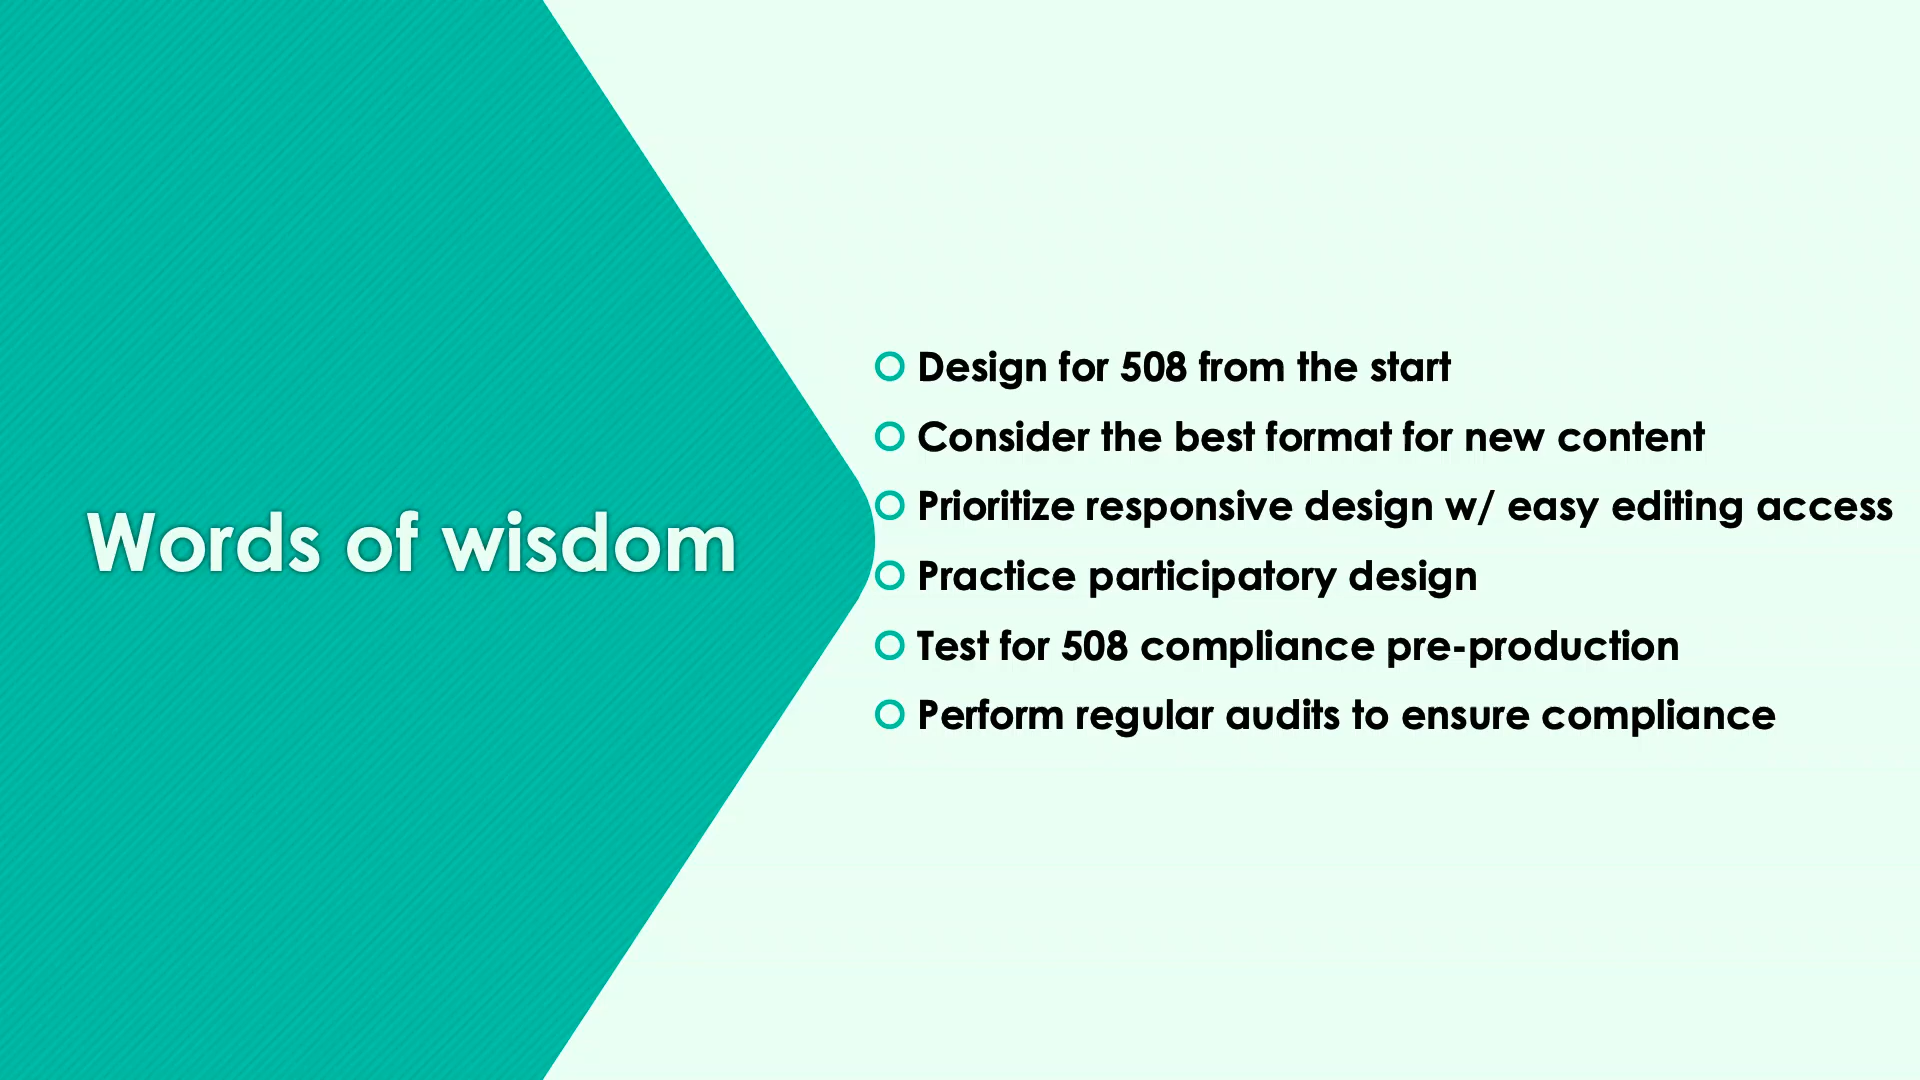 Words of wisdom
Design for 508 from the start
Consider the best format for new content
Prioritize responsive design w/ easy editing access
Practice participatory design
Test for 508 compliance pre-production
Perform regular audits to ensure compliance